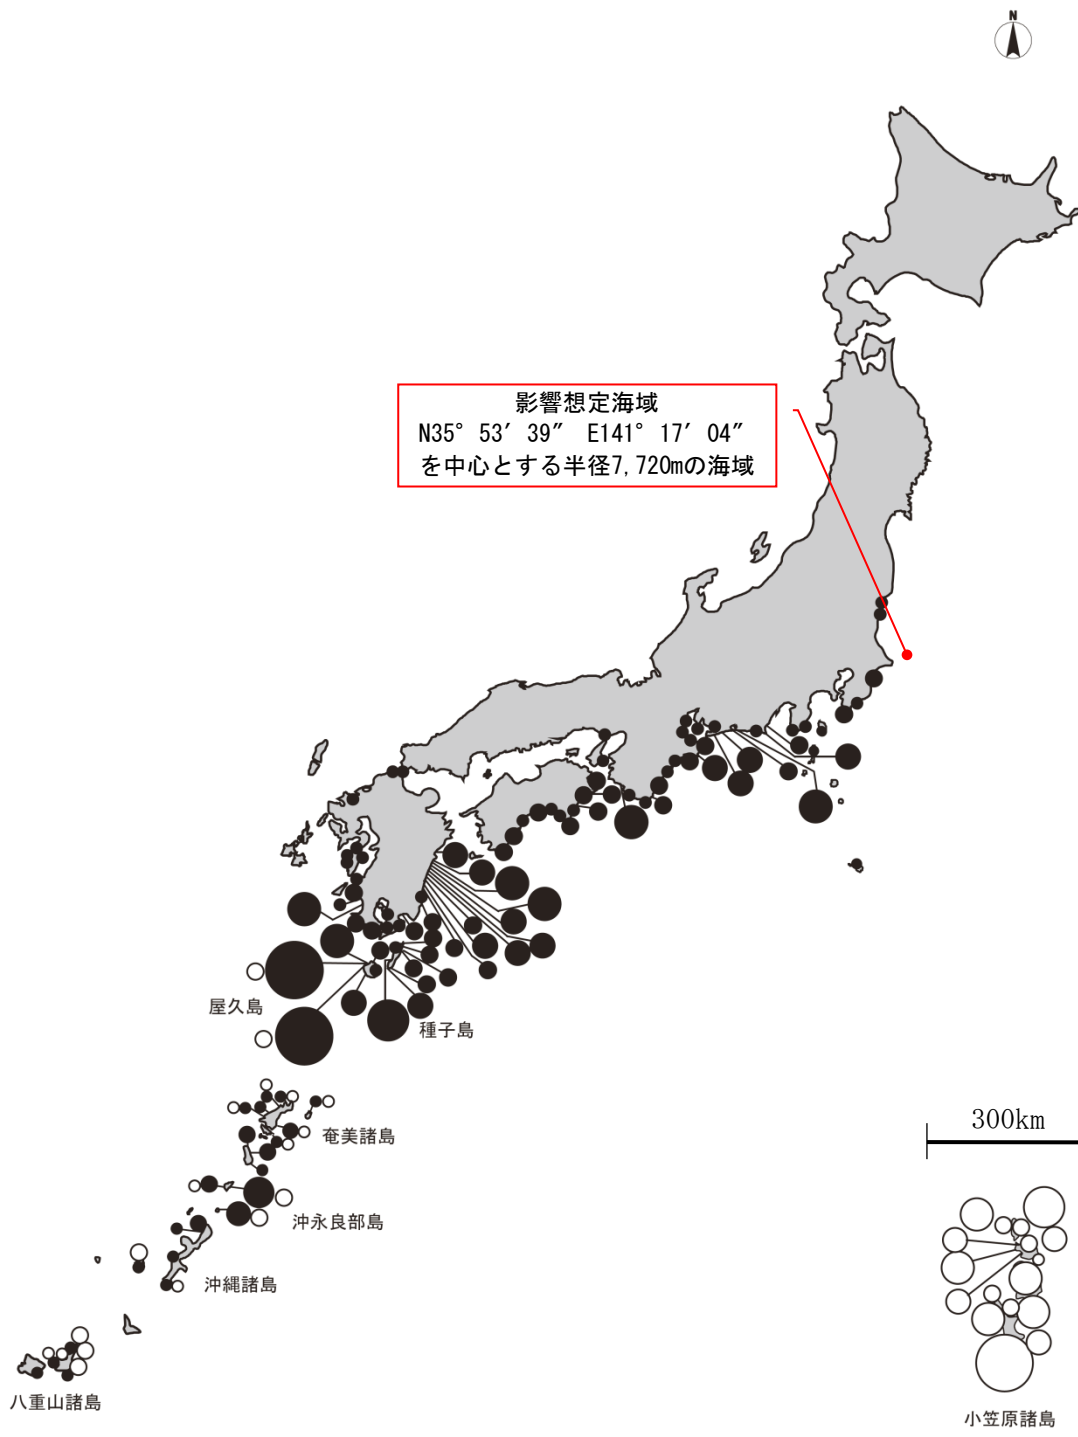 N
影響想定海域
N35° 53′ 39″ E141° 17′ 04″
を中心とする半径7,720mの海域
屋久島
種子島
300km
奄美諸島
沖永良部島
沖縄諸島
八重山諸島
小笠原諸島